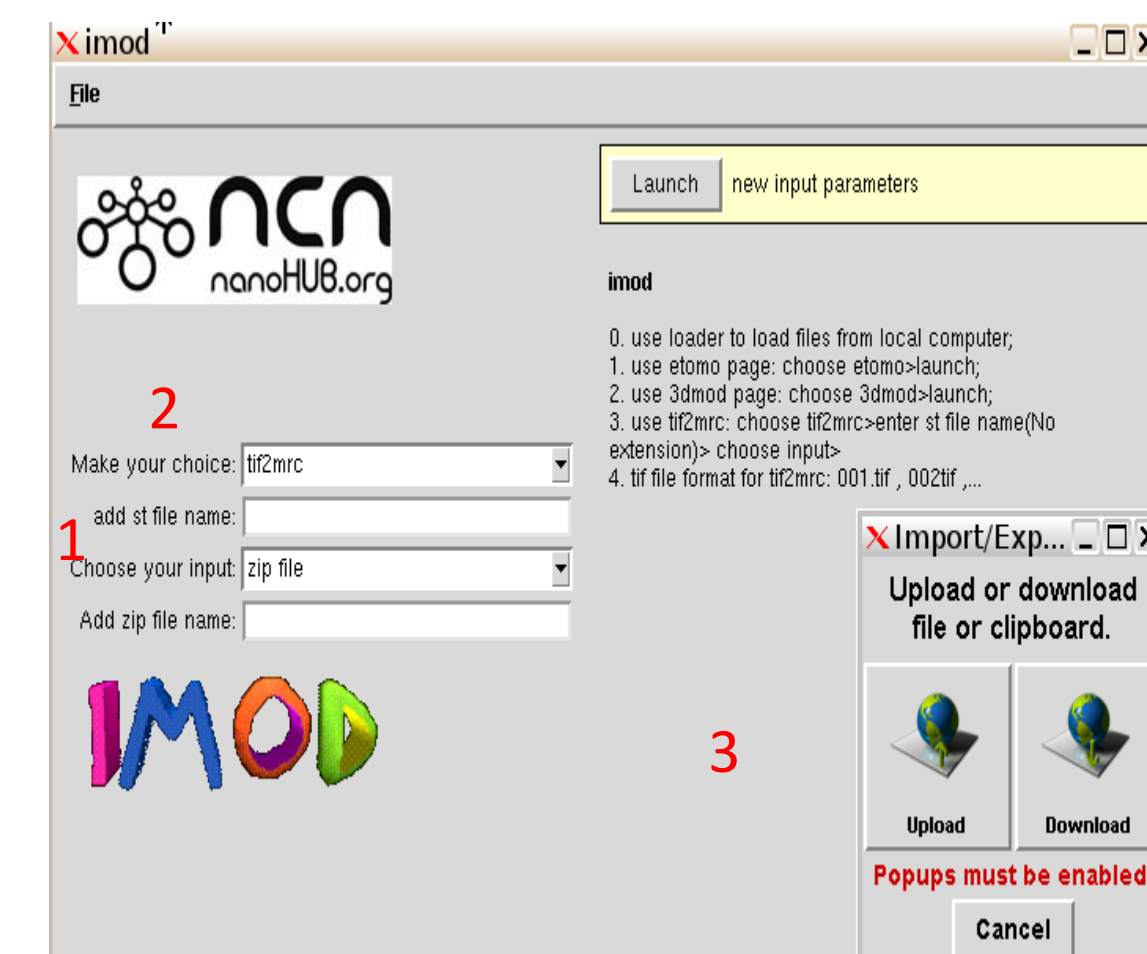 imod
File
ncn
nanoHUB.org
Launch new input parameters
imod
0. use loader to load files from local computer;
1. use etomo page: choose etomo>launch;
2. use 3dmod page: choose 3dmod>launch;
3. use tif2mrc: choose tif2mrc>enter st file name(No
extension)> choose input>
4. tif file format for tif2mrc: 001.tif , 002tif ,...
2
Make your choice: tif2mrc
add st file name:
1
Choose your input: zip file
Add zip file name:
IMOD
3
Import/Exp...
Upload or download
file or clipboard.
Upload Download
Popups must be enabled
Cancel